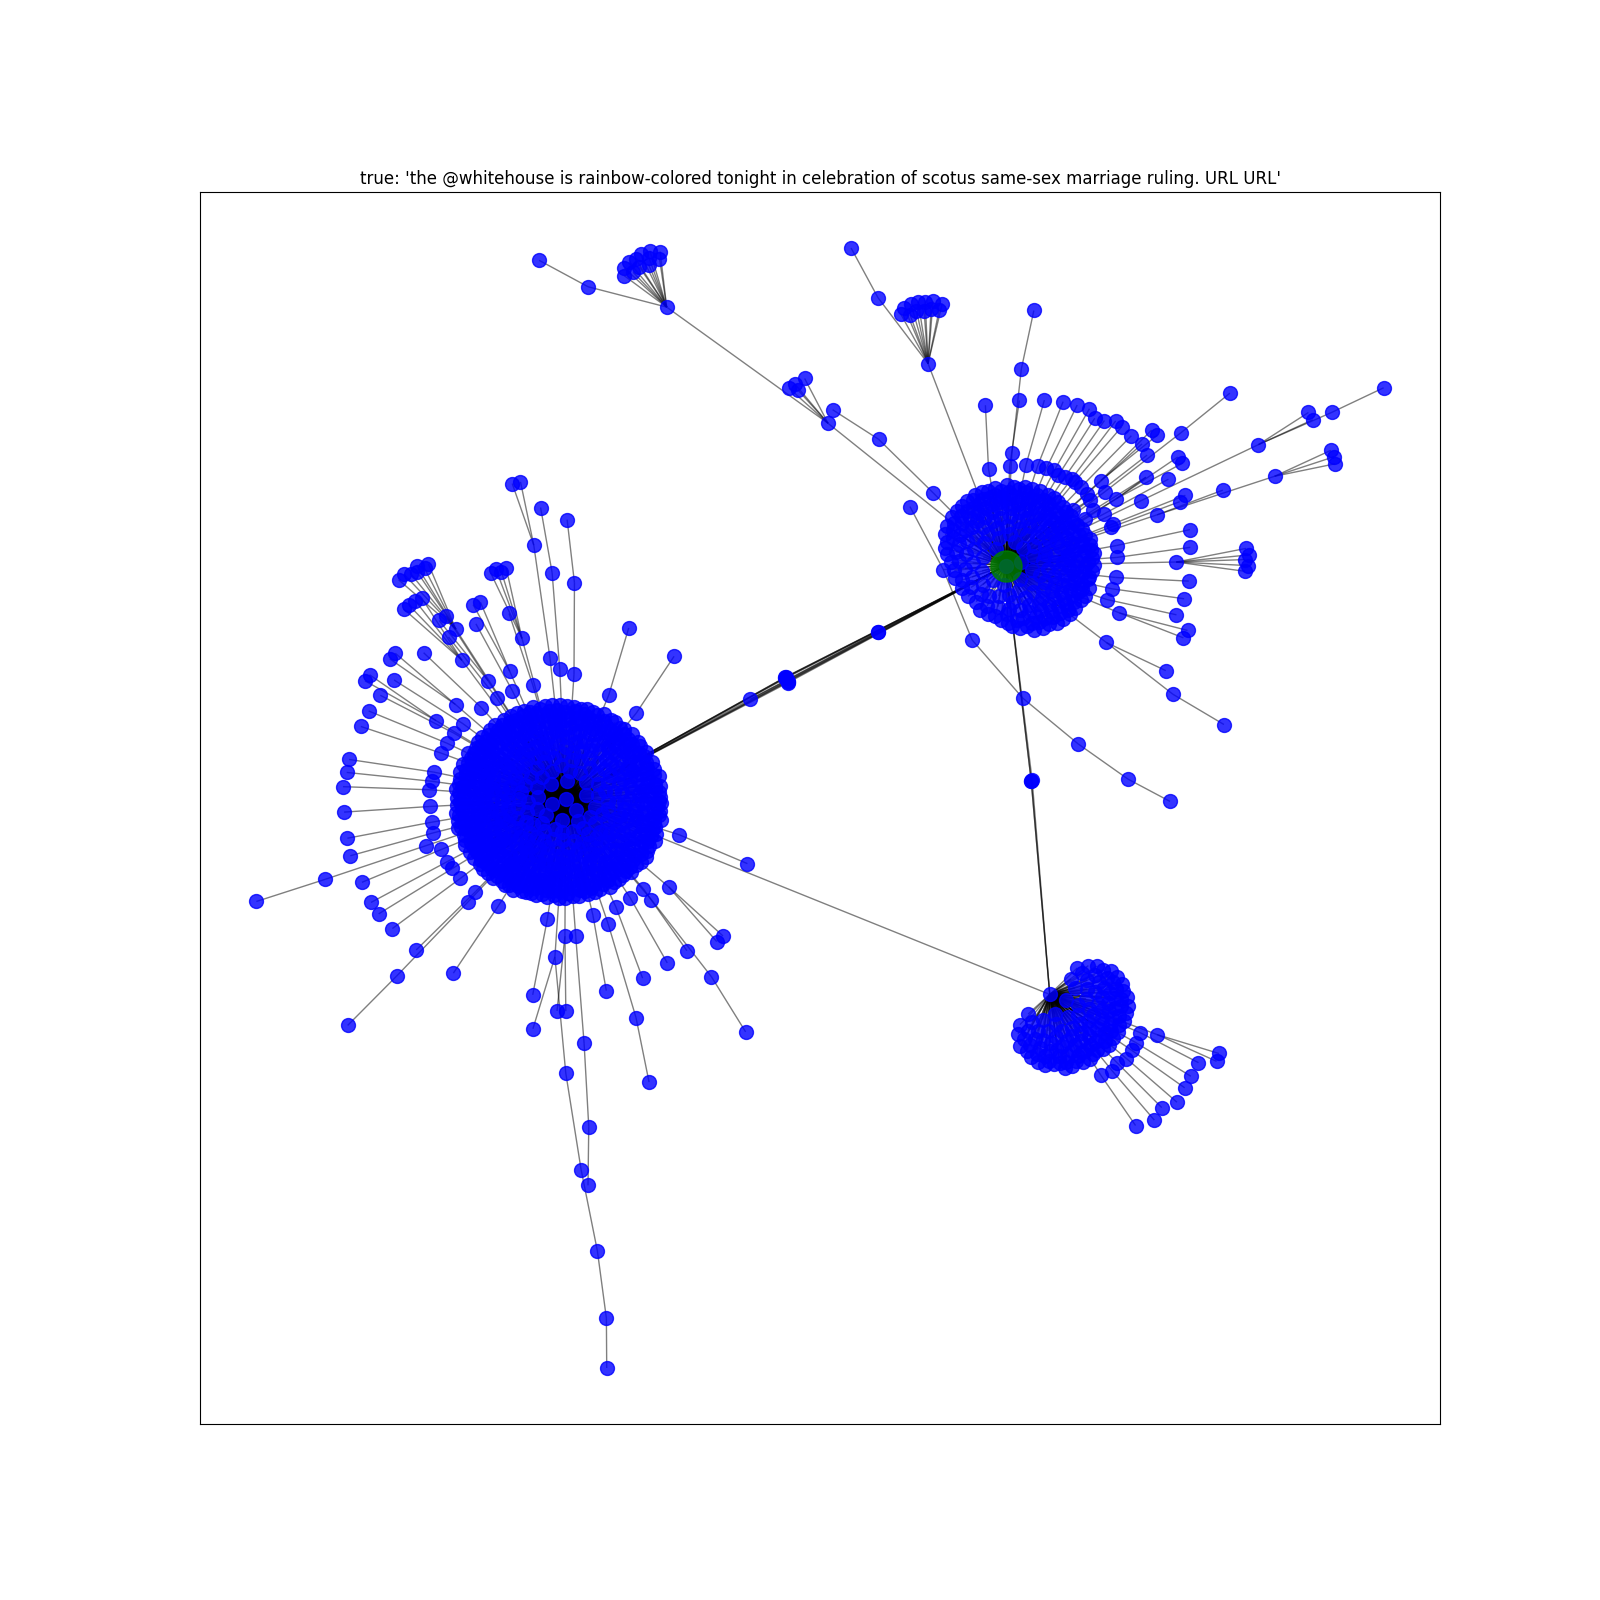 true: 'the @whitehouse is rainbow-colored tonight in celebration of scotus same-sex marriage ruling. URL URL'